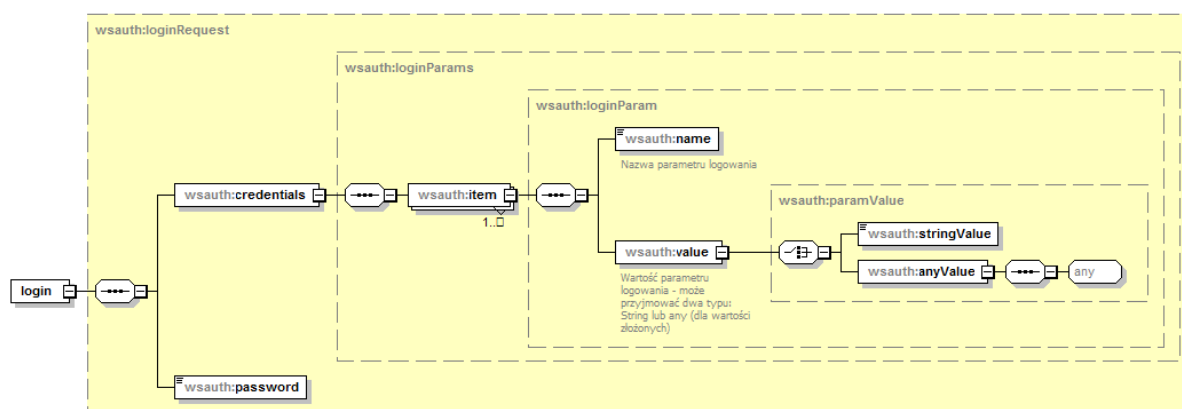 wsauth:loginRequest
wsauth:loginParams
wsauth:loginParam
wsauth:name
Nazwa parametru logowania
wsauth:credentials
wsauth:item
1..□
wsauth:paramValue
wsauth:stringValue
wsauth:value
wsauth:anyValue
any
Wartość parametru
logowania - może
przyjmować dwa typu:
String lub any (dla wartości
złożonych)
login
wsauth:password